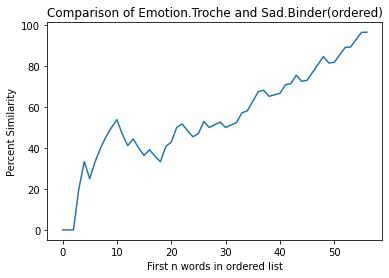 Comparison of Emotion.Troche and Sad.Binder(ordered)
Percent Similarity
100
80
60
40
20
0
0 10 20 30 40 50
First n words in ordered list